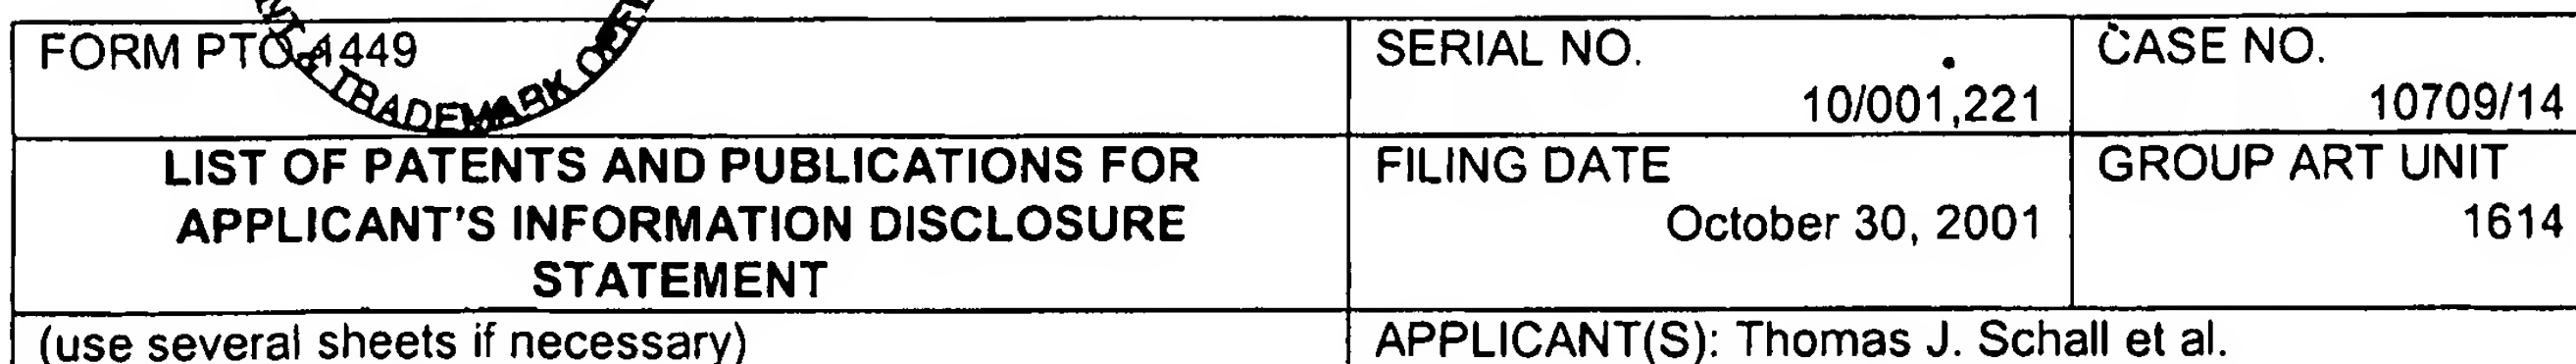 FORM PTO 1449
& TRADEMARK
SERIAL NO.
10/001,221
CASE NO.
10709/14
LIST OF PATENTS AND PUBLICATIONS FOR
APPLICANT'S INFORMATION DISCLOSURE
STATEMENT
FILING DATE
October 30, 2001
GROUP ART UNIT
1614
(use several sheets if necessary)
APPLICANT(S): Thomas J. Schall et al.